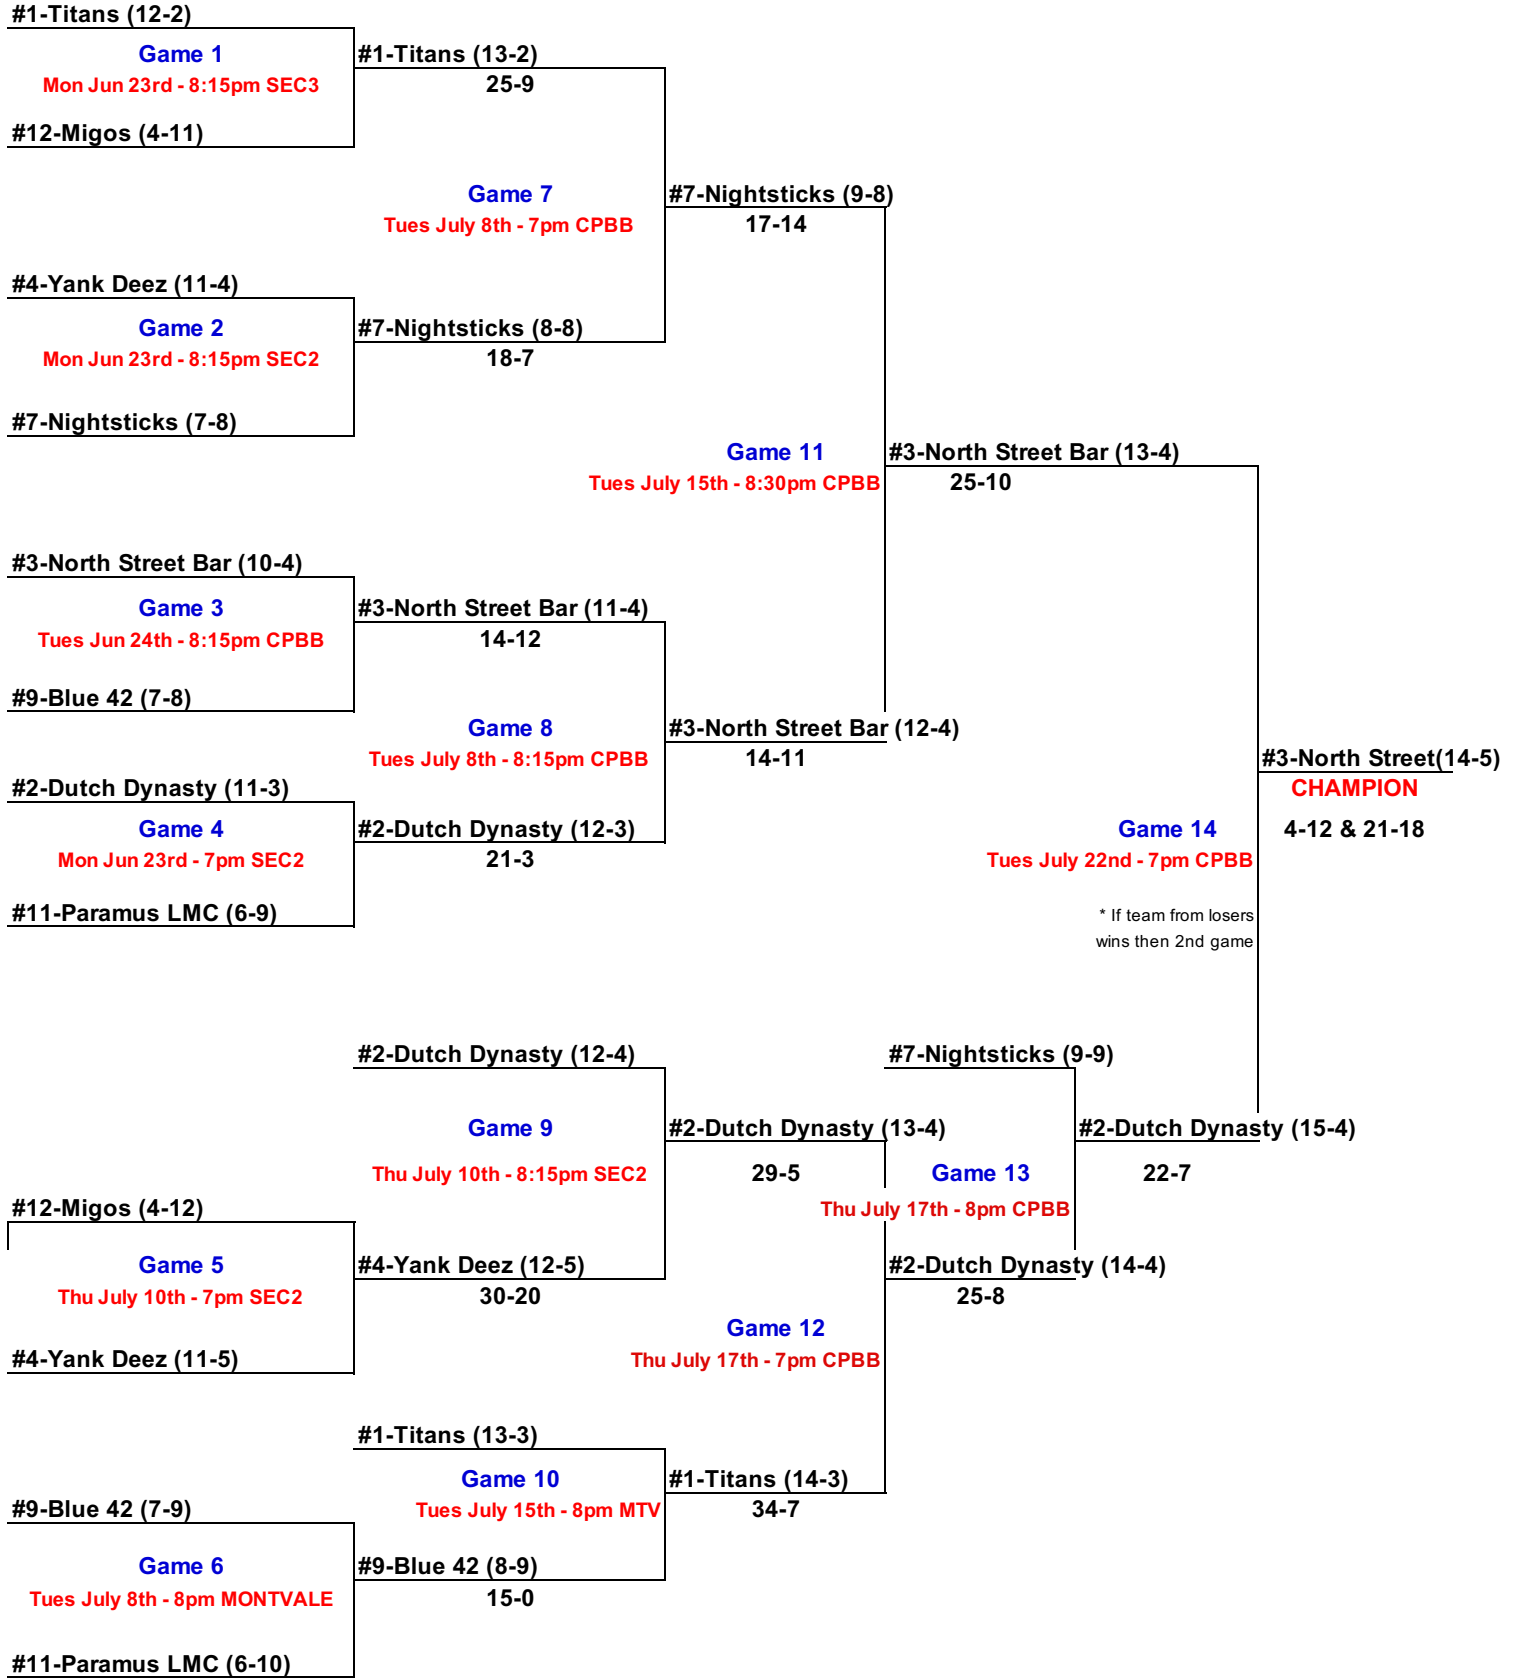 #1-Titans (12-2)
Game 1
Mon Jun 23rd - 8:15pm SEC3
#12-Migos (4-11)
#1-Titans (13-2)
25-9
Game 7
Tues July 8th - 7pm CPBB
#7-Nightsticks (9-8)
17-14
#4-Yank Deez (11-4)
Game 2
Mon Jun 23rd - 8:15pm SEC2
#7-Nightsticks (7-8)
#7-Nightsticks (8-8)
18-7
Game 11
Tues July 15th - 8:30pm CPBB
#3-North Street Bar (13-4)
25-10
#3-North Street Bar (10-4)
Game 3
Tues Jun 24th - 8:15pm CPBB
#9-Blue 42 (7-8)
#3-North Street Bar (11-4)
14-12
Game 8
Tues July 8th - 8:15pm CPBB
#3-North Street Bar (12-4)
14-11
#2-Dutch Dynasty (11-3)
Game 4
Mon Jun 23rd - 7pm SEC2
#11-Paramus LMC (6-9)
#2-Dutch Dynasty (12-3)
21-3
#3-North Street(14-5)
CHAMPION
4-12 & 21-18
Game 14
Tues July 22nd - 7pm CPBB
* If team from losers
wins then 2nd game
#2-Dutch Dynasty (12-4)
Game 9
Thu July 10th - 8:15pm SEC2
#2-Dutch Dynasty (13-4)
29-5
#7-Nightsticks (9-9)
Game 13
Thu July 17th - 8pm CPBB
#2-Dutch Dynasty (15-4)
22-7
#12-Migos (4-12)
Game 5
Thu July 10th - 7pm SEC2
#4-Yank Deez (11-5)
#4-Yank Deez (12-5)
30-20
#2-Dutch Dynasty (14-4)
25-8
Game 12
Thu July 17th - 7pm CPBB
#1-Titans (13-3)
Game 10
Tues July 15th - 8pm MTV
#1-Titans (14-3)
34-7
#9-Blue 42 (7-9)
Game 6
Tues July 8th - 8pm MONTVALE
#11-Paramus LMC (6-10)
#9-Blue 42 (8-9)
15-0